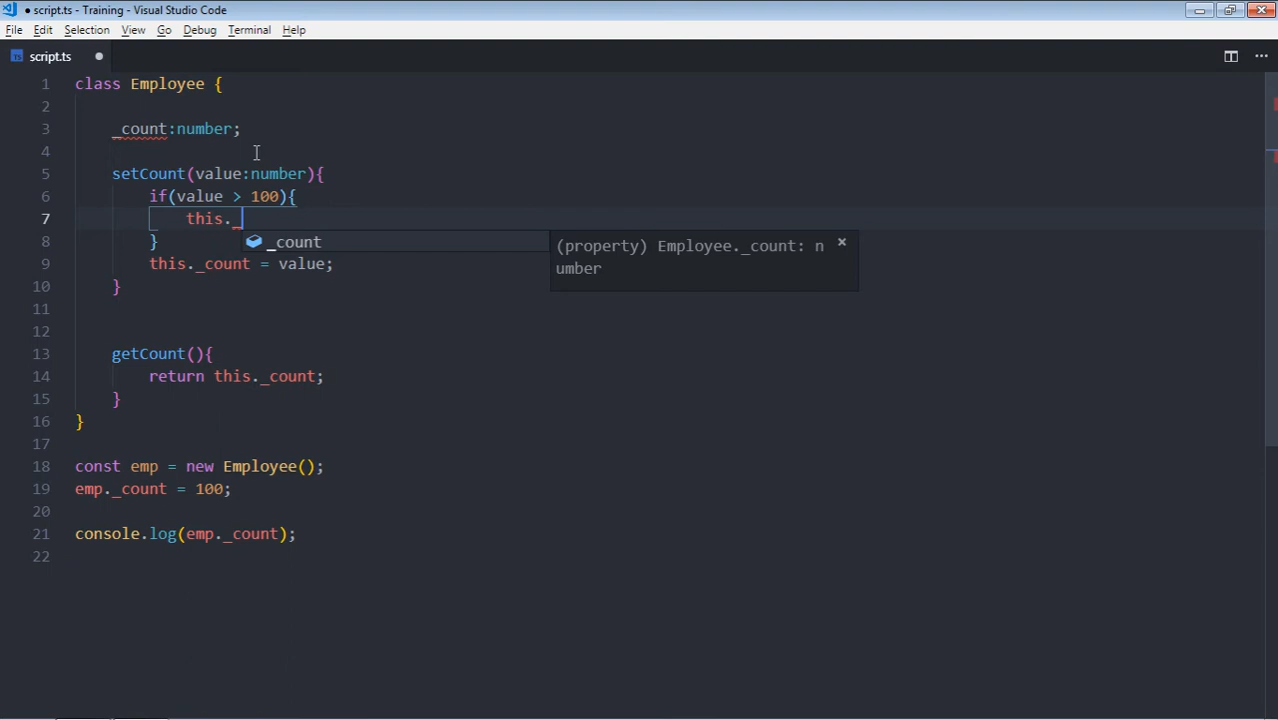 ● script.ts - Training - Visual Studio Code
File Edit Selection View Go Debug Terminal Help
TS script.ts ●
1 class Employee {
2
3 _count:number;
4
5 setCount(value:number){
6 if(value > 100){
7 this._
8 }
_count
(property) Employee._count: n
umber
9 this._count = value;
10 }
11
12
13 getCount(){
14 return this._count;
15 }
16 }
17
18 const emp = new Employee();
19 emp._count = 100;
20
21 console.log(emp._count);
22